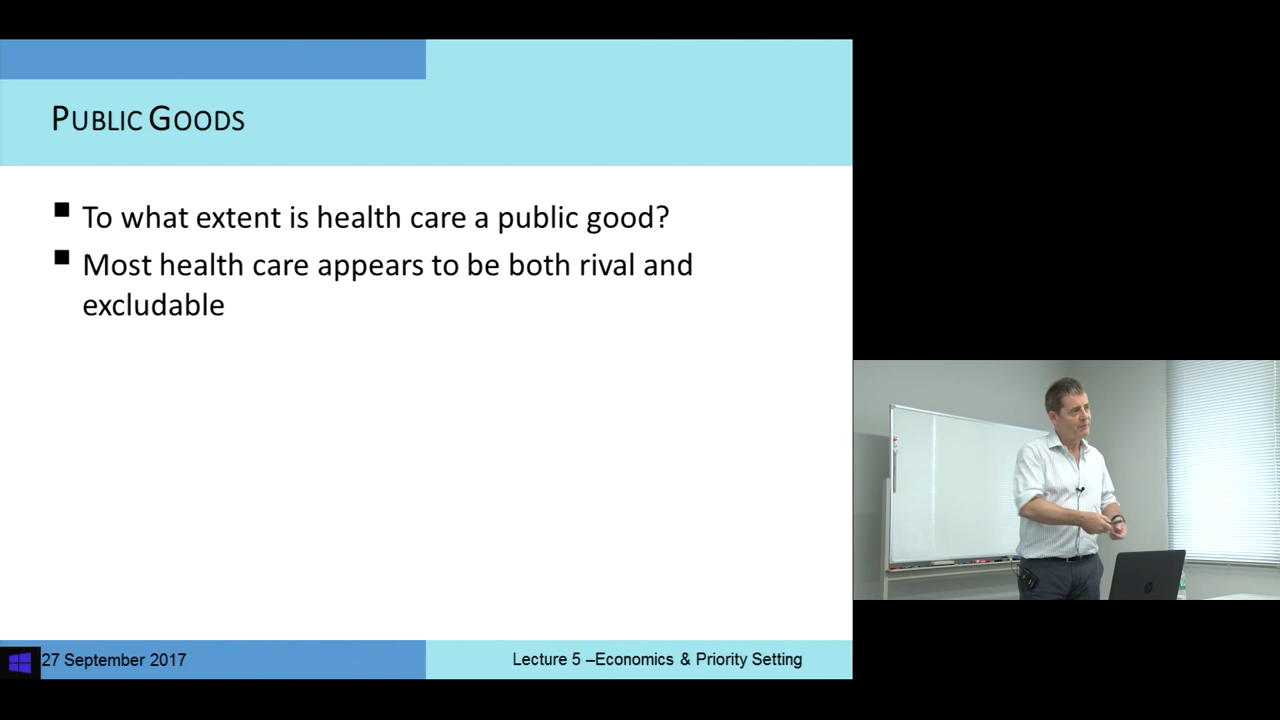 PUBLIC GOODS
To what extent is health care a public good?
Most health care appears to be both rival and
excludable
27 September 2017
Lecture 5 –Economics & Priority Setting